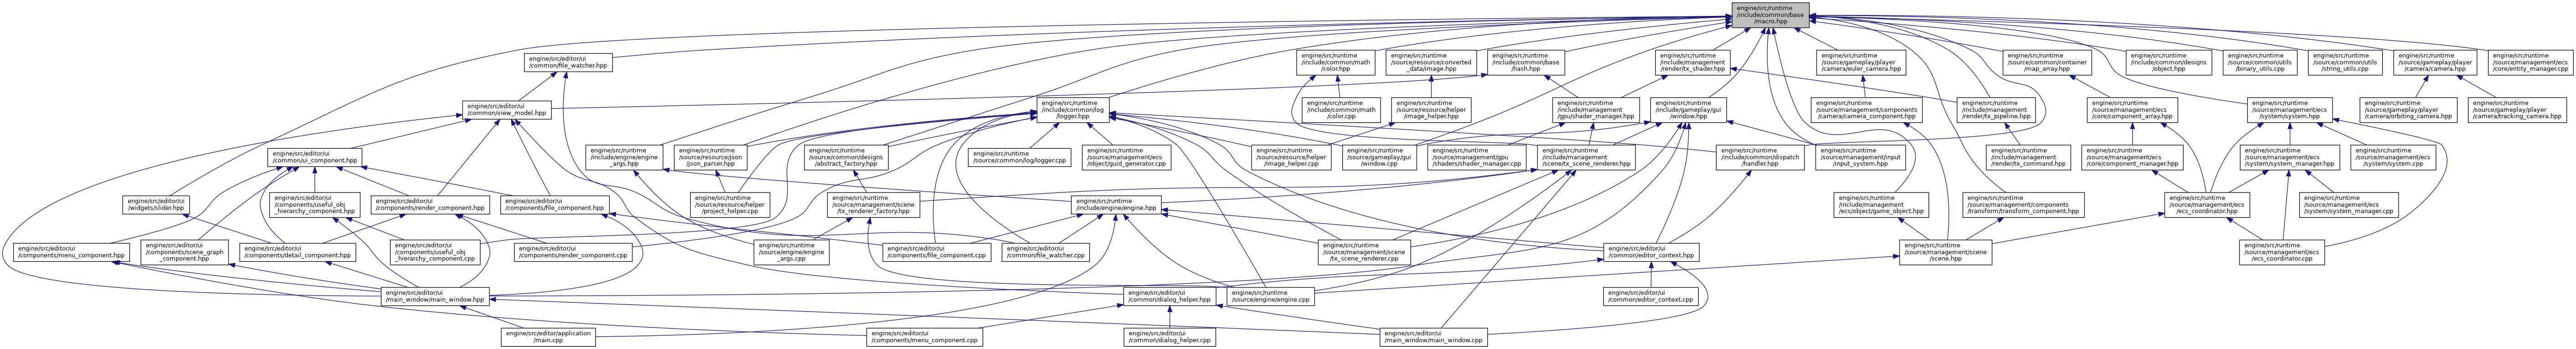 engine/src/runtime
/include/common/base
/macro.hpp
engine/src/editor/ui
/common/file_watcher.hpp
engine/src/runtime
/include/common/math
/color.hpp
engine/src/runtime
/source/resource/converted
_data/image.hpp
engine/src/runtime
/include/common/base
/hash.hpp
engine/src/runtime
/include/management
/render/tx_shader.hpp
engine/src/runtime
/source/gameplay/player
/camera/euler_camera.hpp
engine/src/runtime
/source/common/container
/map_array.hpp
engine/src/runtime
/include/common/designs
/object.hpp
engine/src/runtime
/source/common/utils
/binary_utils.cpp
engine/src/runtime
/source/common/utils
/string_utils.cpp
engine/src/runtime
/source/gameplay/player
/camera/camera.hpp
engine/src/runtime
/source/management/ecs
/core/entity_manager.cpp
engine/src/editor/ui
/common/view_model.hpp
engine/src/runtime
/include/common/log
/logger.hpp
engine/src/runtime
/include/common/math
/color.cpp
engine/src/runtime
/source/resource/helper
/image_helper.hpp
engine/src/runtime
/include/management
/gpu/shader_manager.hpp
engine/src/runtime
/include/gameplay/gui
/window.hpp
engine/src/runtime
/source/management/components
/camera/camera_component.hpp
engine/src/runtime
/include/management
/render/tx_pipeline.hpp
engine/src/runtime
/source/management/ecs
/core/component_array.hpp
engine/src/runtime
/source/management/ecs
/system/system.hpp
engine/src/runtime
/source/gameplay/player
/camera/orbiting_camera.hpp
engine/src/runtime
/source/gameplay/player
/camera/tracking_camera.hpp
engine/src/editor/ui
/common/ui_component.hpp
engine/src/runtime
/include/engine/engine
_args.hpp
engine/src/runtime
/source/resource/json
/json_parser.hpp
engine/src/runtime
/source/common/designs
/abstract_factory.hpp
engine/src/runtime
/source/common/log/logger.cpp
engine/src/runtime
/source/management/ecs
/object/guid_generator.cpp
engine/src/runtime
/source/resource/helper
/image_helper.cpp
engine/src/runtime
/source/gameplay/gui
/window.cpp
engine/src/runtime
/source/management/gpu
/shaders/shader_manager.cpp
engine/src/runtime
/include/management
/scene/tx_scene_renderer.hpp
engine/src/runtime
/include/common/dispatch
/handler.hpp
engine/src/runtime
/source/management/input
/input_system.hpp
engine/src/runtime
/include/management
/render/tx_command.hpp
engine/src/runtime
/source/management/ecs
/core/component_manager.hpp
engine/src/runtime
/source/management/ecs
/system/system_manager.hpp
engine/src/runtime
/source/management/ecs
/system/system.cpp
engine/src/editor/ui
/widgets/slider.hpp
engine/src/editor/ui
/components/useful_obj
_hierarchy_component.hpp
engine/src/editor/ui
/components/render_component.hpp
engine/src/editor/ui
/components/file_component.hpp
engine/src/runtime
/source/resource/helper
/project_helper.cpp
engine/src/runtime
/source/management/scene
/tx_renderer_factory.hpp
engine/src/runtime
/include/engine/engine.hpp
engine/src/runtime
/include/management
/ecs/object/game_object.hpp
engine/src/runtime
/source/management/components
/transform/transform_component.hpp
engine/src/runtime
/source/management/ecs
/ecs_coordinator.hpp
engine/src/runtime
/source/management/ecs
/system/system_manager.cpp
engine/src/editor/ui
/components/menu_component.hpp
engine/src/editor/ui
/components/scene_graph
_component.hpp
engine/src/editor/ui
/components/detail_component.hpp
engine/src/editor/ui
/components/useful_obj
_hierarchy_component.cpp
engine/src/editor/ui
/components/render_component.cpp
engine/src/runtime
/source/engine/engine
_args.cpp
engine/src/editor/ui
/components/file_component.cpp
engine/src/editor/ui
/common/file_watcher.cpp
engine/src/runtime
/source/management/scene
/tx_scene_renderer.cpp
engine/src/editor/ui
/common/editor_context.hpp
engine/src/runtime
/source/management/scene
/scene.hpp
engine/src/runtime
/source/management/ecs
/ecs_coordinator.cpp
engine/src/editor/ui
/main_window/main_window.hpp
engine/src/editor/ui
/common/dialog_helper.hpp
engine/src/runtime
/source/engine/engine.cpp
engine/src/editor/ui
/common/editor_context.cpp
engine/src/editor/application
/main.cpp
engine/src/editor/ui
/components/menu_component.cpp
engine/src/editor/ui
/common/dialog_helper.cpp
engine/src/editor/ui
/main_window/main_window.cpp